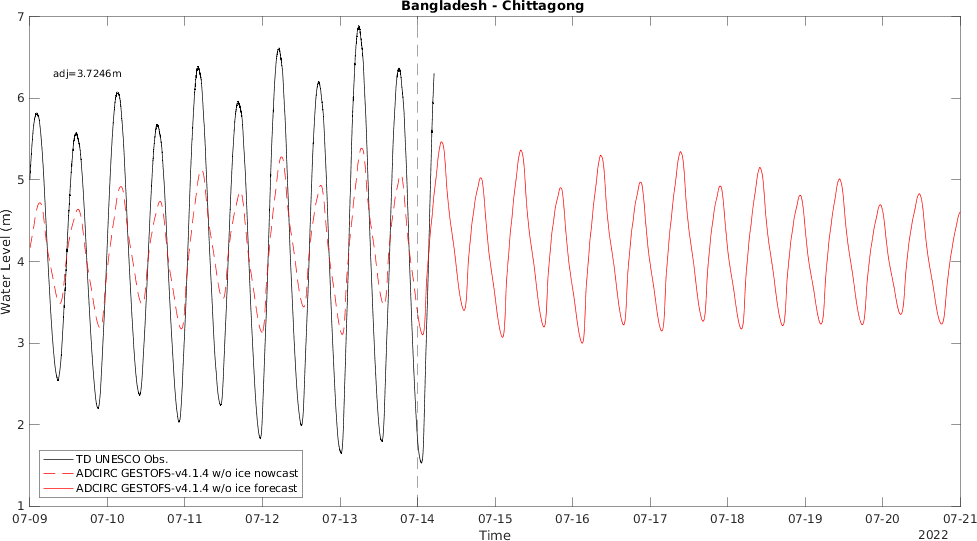 Bangladesh - Chittagong
7
6
5
4
3
2
1
Water Level (m)
adj=3.7246m
TD UNESCO Obs.
ADCIRC GESTOFS-v4.1.4 w/o ice nowcast
ADCIRC GESTOFS-v4.1.4 w/o ice forecast
07-09 07-10 07-11 07-12 07-13 07-14 07-15 07-16 07-17 07-18 07-19 07-20 07-21
Time
2022